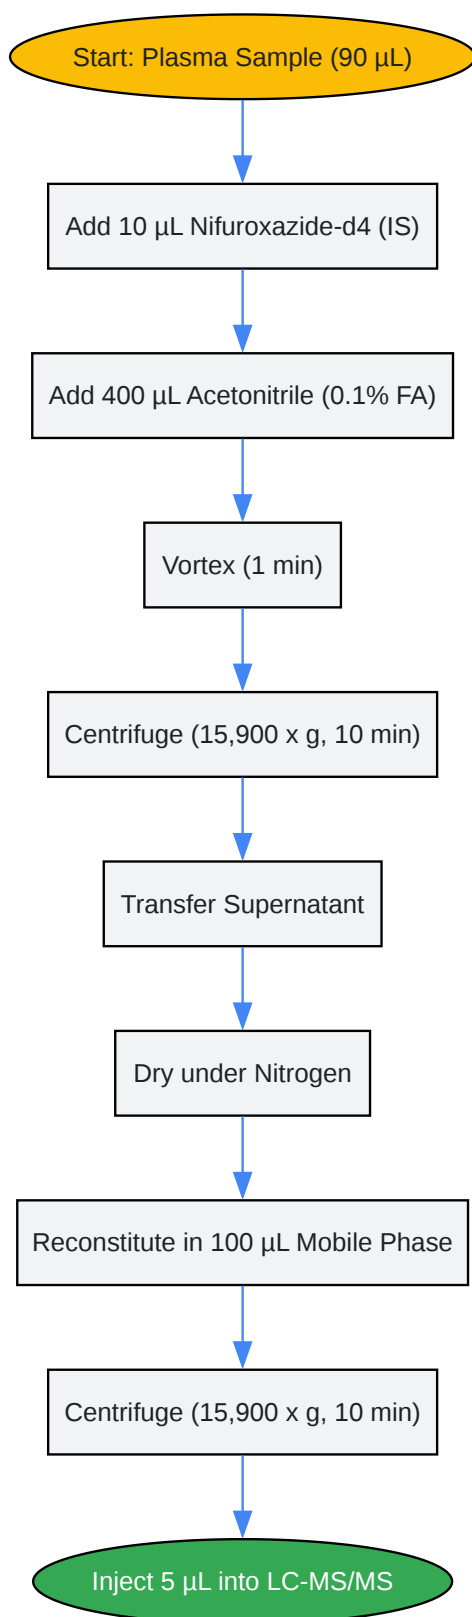 Start: Plasma Sample (90 µL)
Add 10 µL Nifuroxazide-d4 (IS)
Add 400 µL Acetonitrile (0.1% FA)
Vortex (1 min)
Centrifuge (15,900 x g, 10 min)
Transfer Supernatant
Dry under Nitrogen
Reconstitute in 100 µL Mobile Phase
Centrifuge (15,900 x g, 10 min)
Inject 5 µL into LC-MS/MS